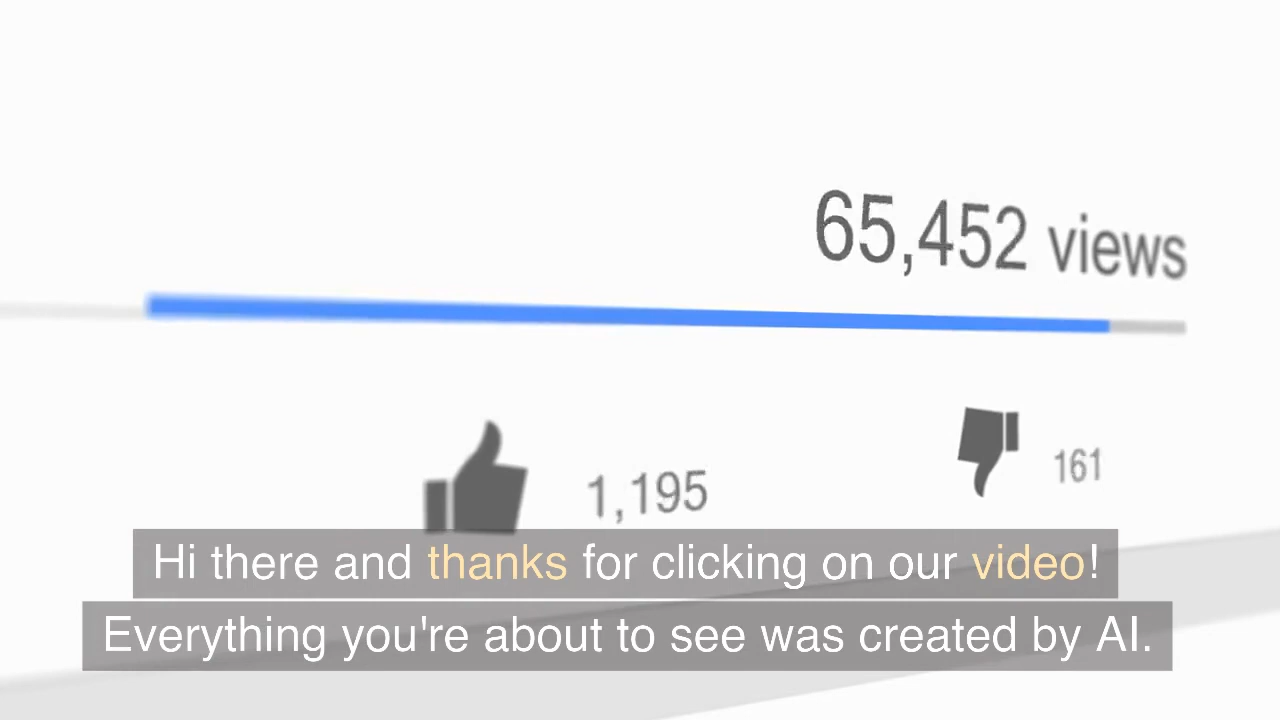 65,452 views
1,195
161
Hi there and thanks for clicking on our video!
Everything you're about to see was created by AI.